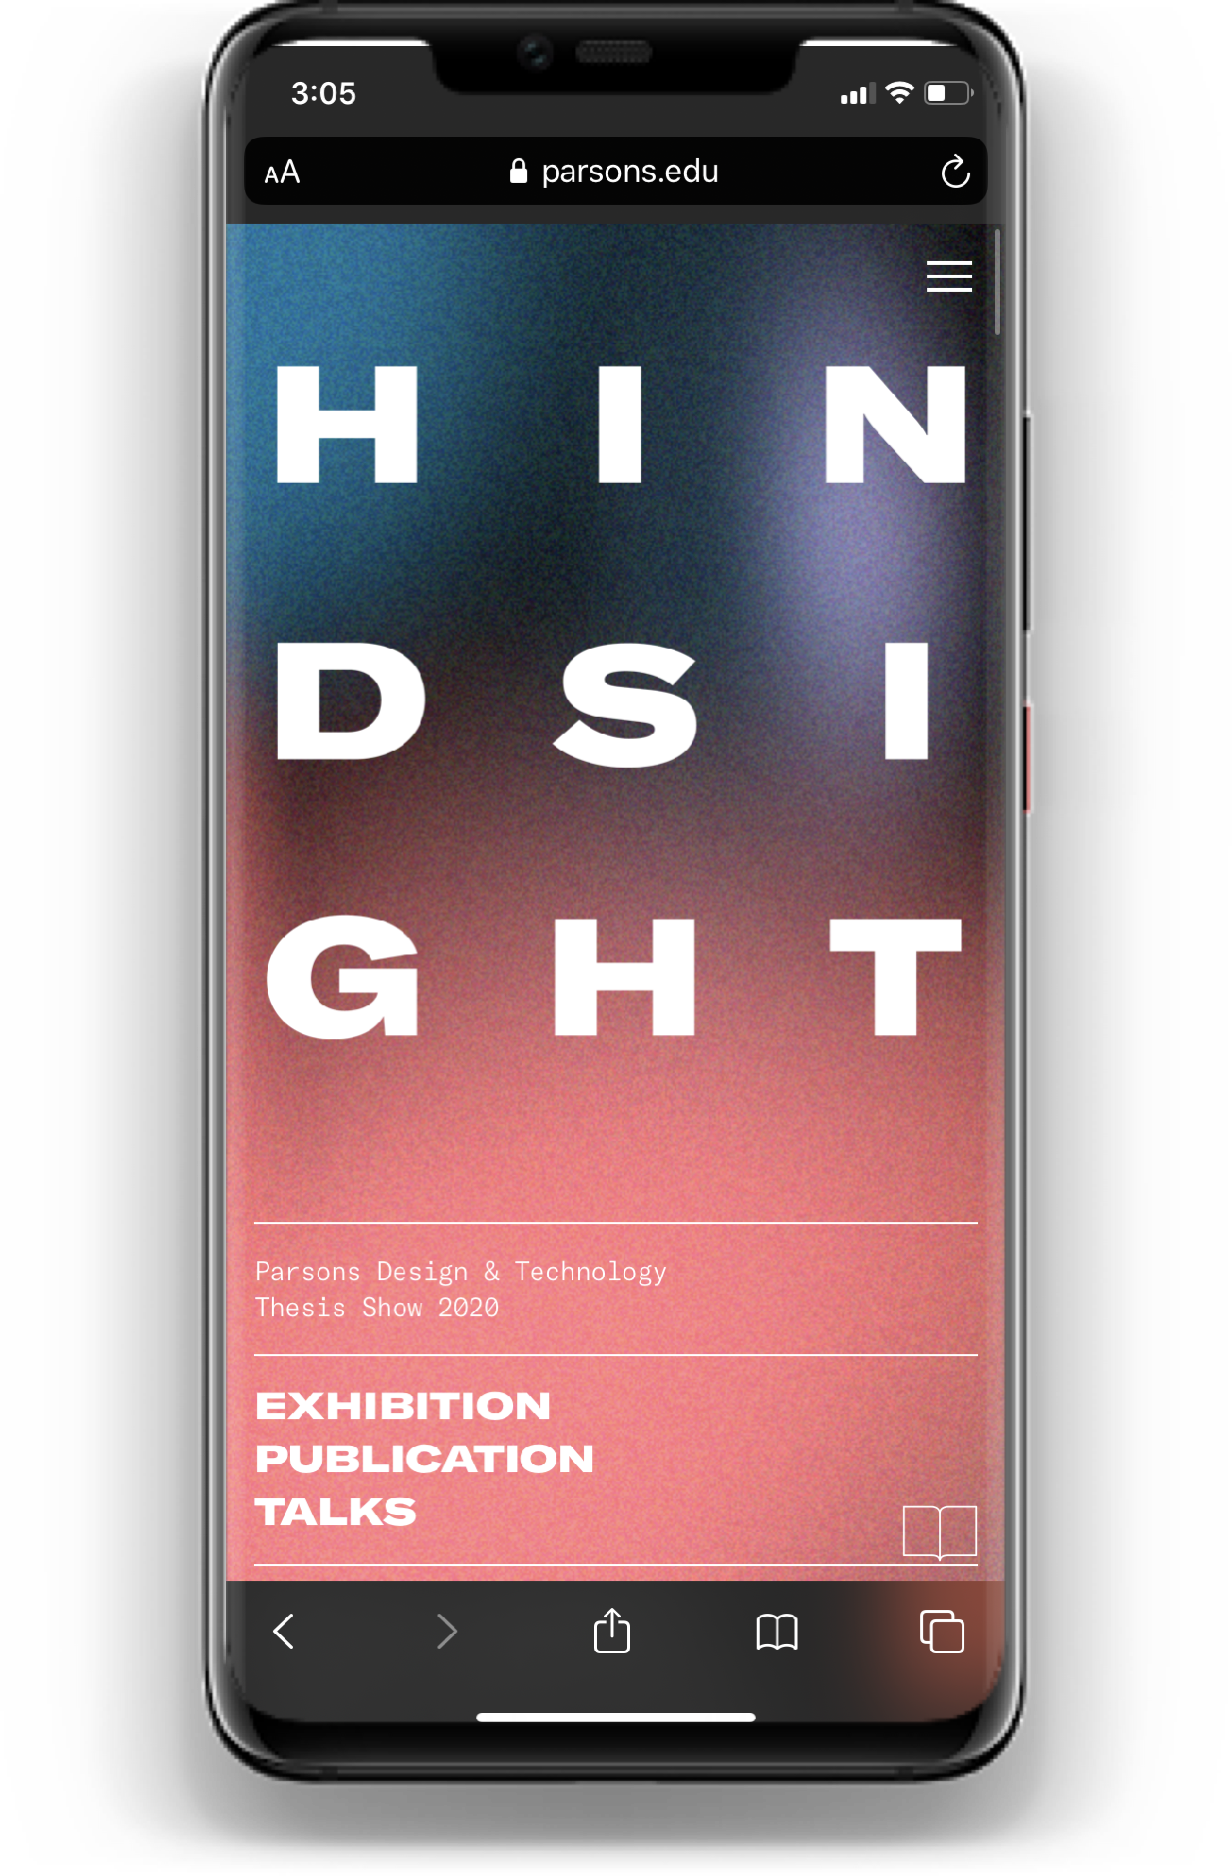 3:05
AA parsons.edu
H I N
D S I
G H T
Parsons Design & Technology
Thesis Show 2020
EXHIBITION
PUBLICATION
TALKS